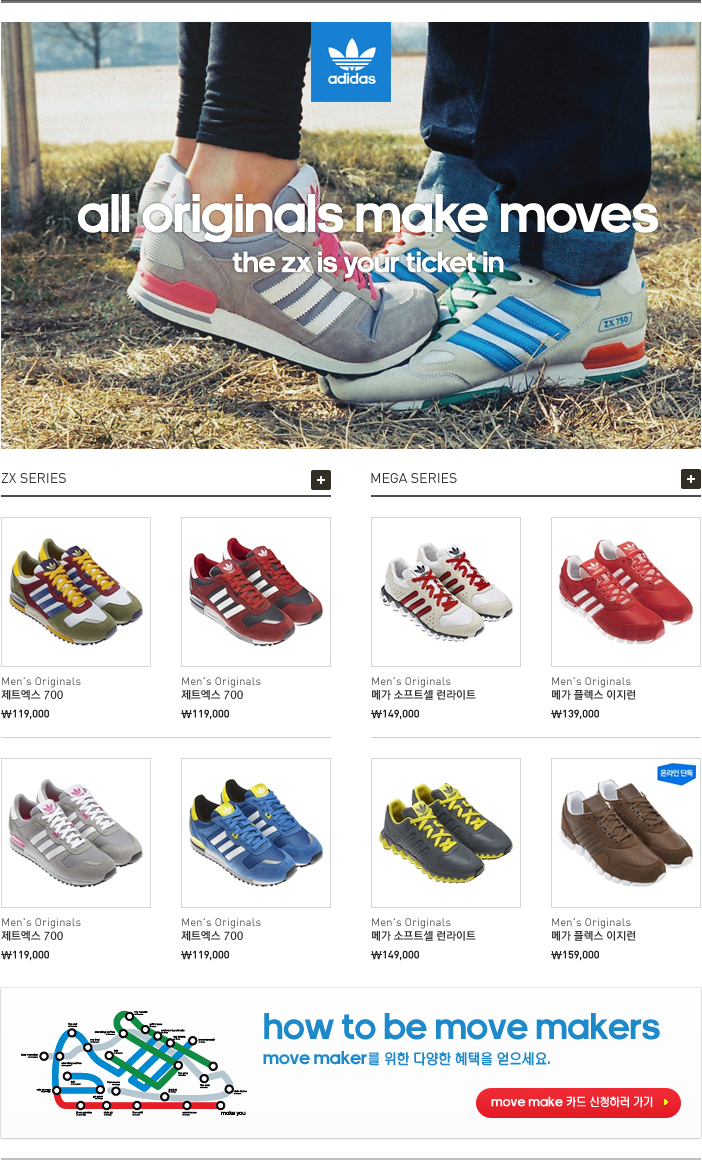 adidas
all originals make moves
the zx is your ticket in
ZX 750
ZX SERIES
MEGA SERIES
Men's Originals
제트엑스 700
₩119,000
Men's Originals
제트엑스 700
₩119,000
Men's Originals
메가 소프트셀 런라이트
₩149,000
Men's Originals
메가 플렉스 이지런
₩139,000
온라인 단독
Men's Originals
제트엑스 700
₩119,000
Men's Originals
제트엑스 700
₩119,000
Men's Originals
메가 소프트셀 런라이트
₩149,000
Men's Originals
메가 플렉스 이지런
₩159,000
how to be move makers
move maker를 위한 다양한 혜택을 얻으세요.
make you
move make 카드 신청하러 가기